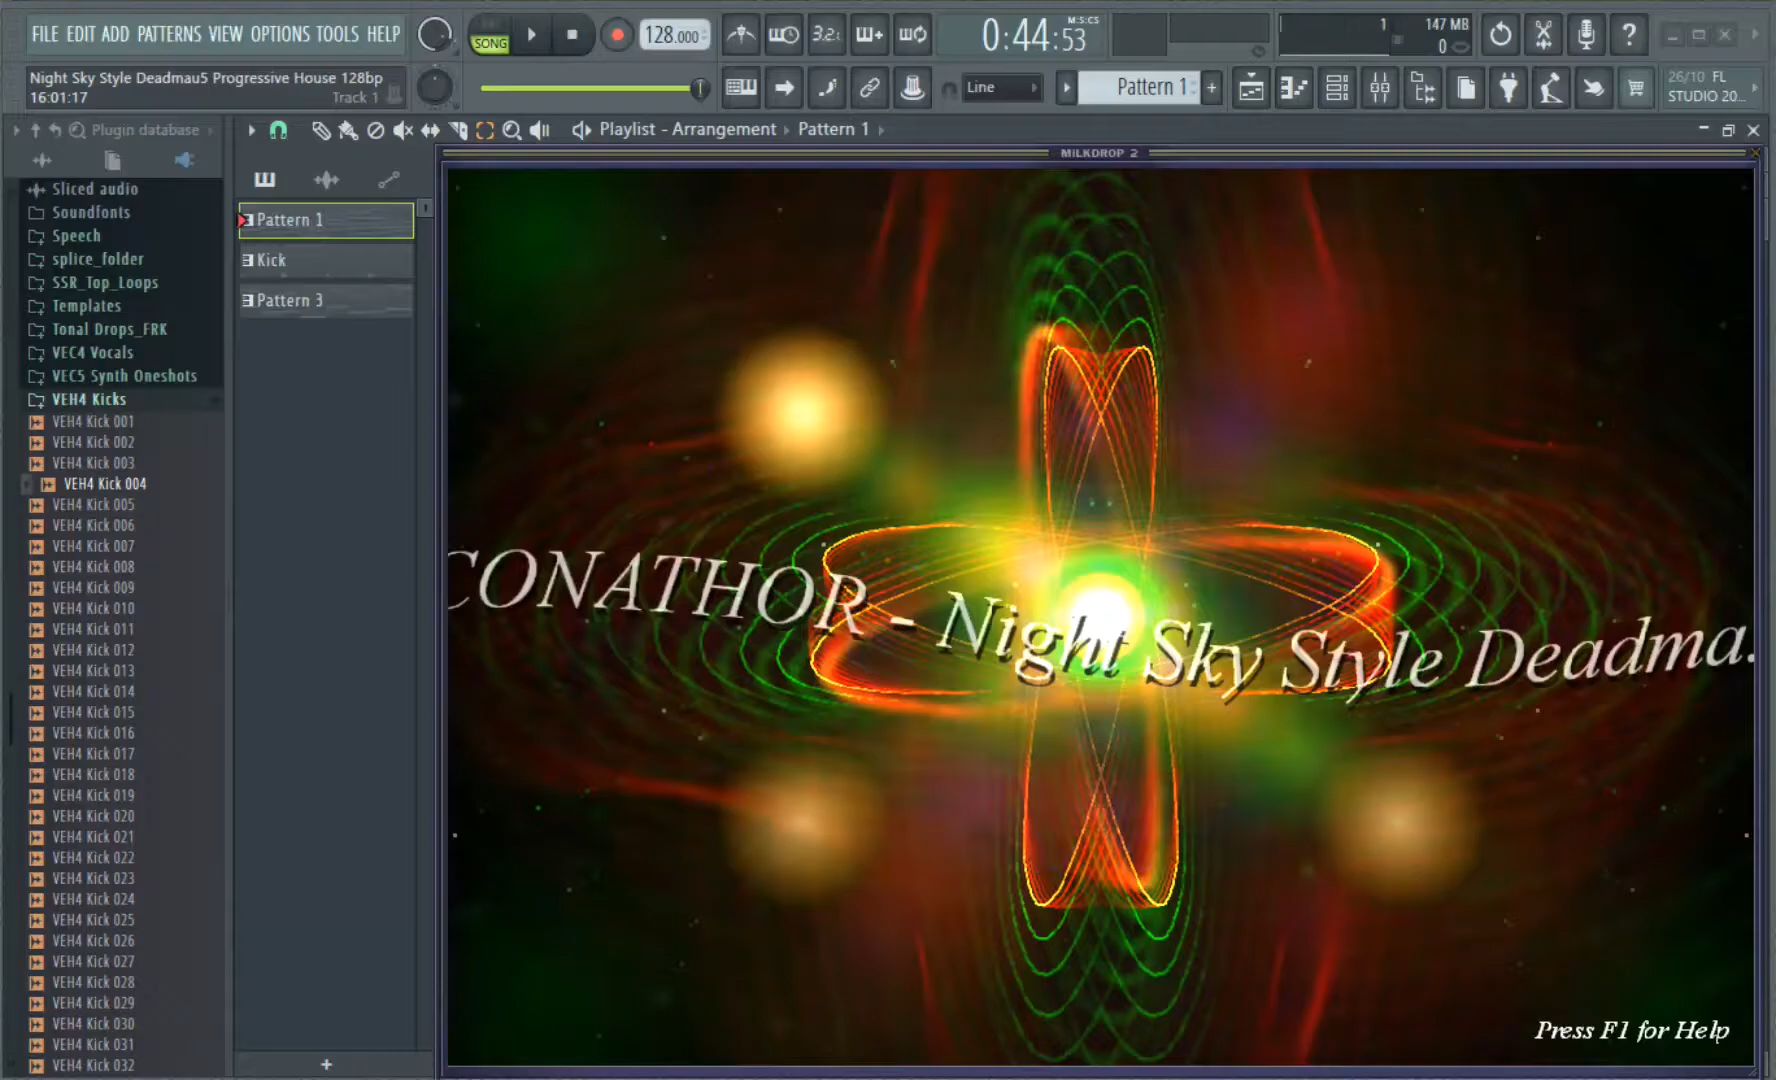 FILE EDIT ADD PATTERNS VIEW OPTIONS TOOLS HELP
SONG
128.000
3.2.
0:44:53
M:S:CS
1
147 MB
0
?
Night Sky Style Deadmau5 Progressive House 128bp
16:01:17
Track 1
Line
Pattern 1
+
26/10 FL
STUDIO 20...
Plugin database
Playlist - Arrangement
Pattern 1
MILKDROP 2
Sliced audio
Soundfonts
Speech
splice_folder
SSR_Top_Loops
Templates
Tonal Drops_FRK
VEC4 Vocals
VEC5 Synth Oneshots
VEH4 Kicks
VEH4 Kick 001
VEH4 Kick 002
VEH4 Kick 003
VEH4 Kick 004
VEH4 Kick 005
VEH4 Kick 006
VEH4 Kick 007
VEH4 Kick 008
VEH4 Kick 009
VEH4 Kick 010
VEH4 Kick 011
VEH4 Kick 012
VEH4 Kick 013
VEH4 Kick 014
VEH4 Kick 015
VEH4 Kick 016
VEH4 Kick 017
VEH4 Kick 018
VEH4 Kick 019
VEH4 Kick 020
VEH4 Kick 021
VEH4 Kick 022
VEH4 Kick 023
VEH4 Kick 024
VEH4 Kick 025
VEH4 Kick 026
VEH4 Kick 027
VEH4 Kick 028
VEH4 Kick 029
VEH4 Kick 030
VEH4 Kick 031
VEH4 Kick 032
Pattern 1
Kick
Pattern 3
+
CONATHOR - Night Sky Style Deadma.
Press F1 for Help